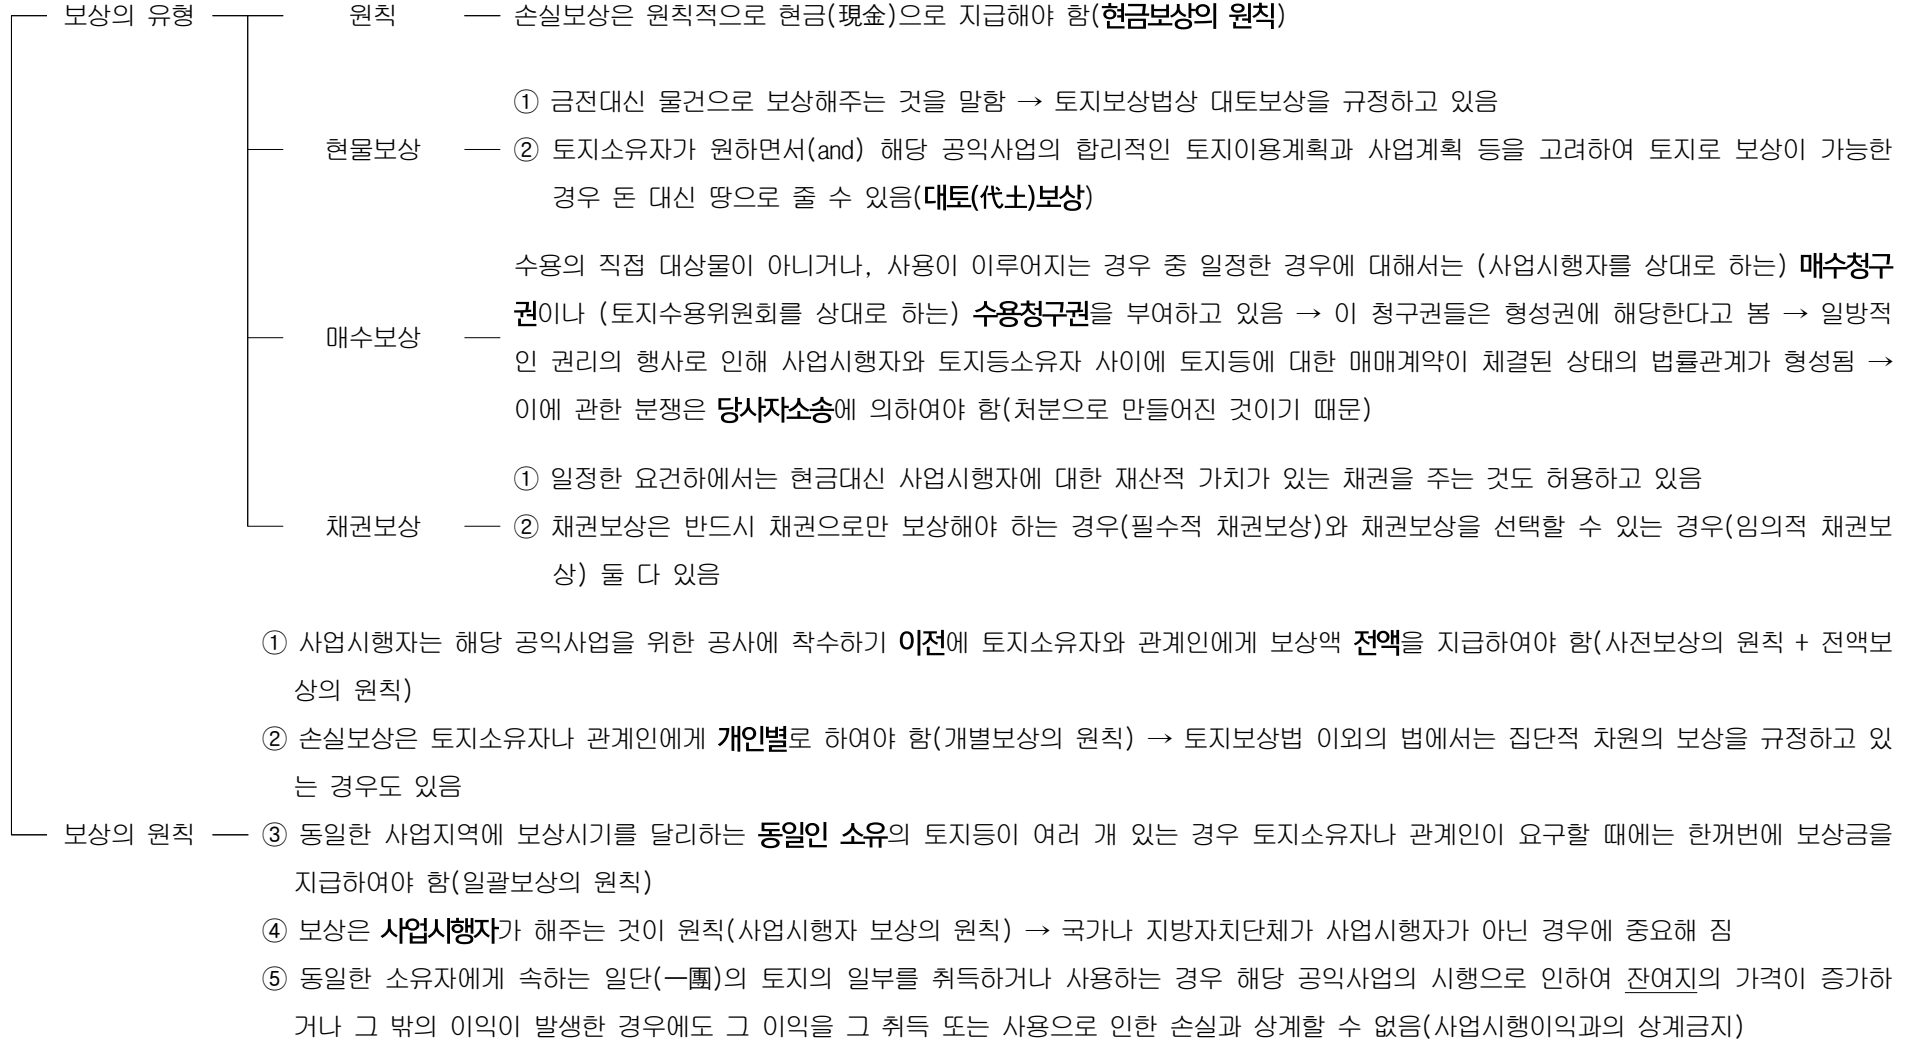 보상의 유형 원칙 손실보상은 원칙적으로 현금(現金)으로 지급해야 함(현금보상의 원칙)
① 금전대신 물건으로 보상해주는 것을 말함 → 토지보상법상 대토보상을 규정하고 있음
현물보상 ② 토지소유자가 원하면서(and) 해당 공익사업의 합리적인 토지이용계획과 사업계획 등을 고려하여 토지로 보상이 가능한
경우 돈 대신 땅으로 줄 수 있음(대토(代土)보상)
수용의 직접 대상물이 아니거나, 사용이 이루어지는 경우 중 일정한 경우에 대해서는 (사업시행자를 상대로 하는) 매수청구
권이나 (토지수용위원회를 상대로 하는) 수용청구권을 부여하고 있음 → 이 청구권들은 형성권에 해당한다고 봄 → 일방적
매수보상
인 권리의 행사로 인해 사업시행자와 토지등소유자 사이에 토지등에 대한 매매계약이 체결된 상태의 법률관계가 형성됨 →
이에 관한 분쟁은 당사자소송에 의하여야 함(처분으로 만들어진 것이기 때문)
① 일정한 요건하에서는 현금대신 사업시행자에 대한 재산적 가치가 있는 채권을 주는 것도 허용하고 있음
채권보상 ② 채권보상은 반드시 채권으로만 보상해야 하는 경우(필수적 채권보상)와 채권보상을 선택할 수 있는 경우(임의적 채권보
상) 둘 다 있음
① 사업시행자는 해당 공익사업을 위한 공사에 착수하기 이전에 토지소유자와 관계인에게 보상액 전액을 지급하여야 함(사전보상의 원칙 + 전액보
상의 원칙)
② 손실보상은 토지소유자나 관계인에게 개인별로 하여야 함(개별보상의 원칙) → 토지보상법 이외의 법에서는 집단적 차원의 보상을 규정하고 있
는 경우도 있음
보상의 원칙 ③ 동일한 사업지역에 보상시기를 달리하는 동일인 소유의 토지등이 여러 개 있는 경우 토지소유자나 관계인이 요구할 때에는 한꺼번에 보상금을
지급하여야 함(일괄보상의 원칙)
④ 보상은 사업시행자가 해주는 것이 원칙(사업시행자 보상의 원칙) → 국가나 지방자치단체가 사업시행자가 아닌 경우에 중요해 짐
⑤ 동일한 소유자에게 속하는 일단(一團)의 토지의 일부를 취득하거나 사용하는 경우 해당 공익사업의 시행으로 인하여 잔여지의 가격이 증가하
거나 그 밖의 이익이 발생한 경우에도 그 이익을 그 취득 또는 사용으로 인한 손실과 상계할 수 없음(사업시행이익과의 상계금지)